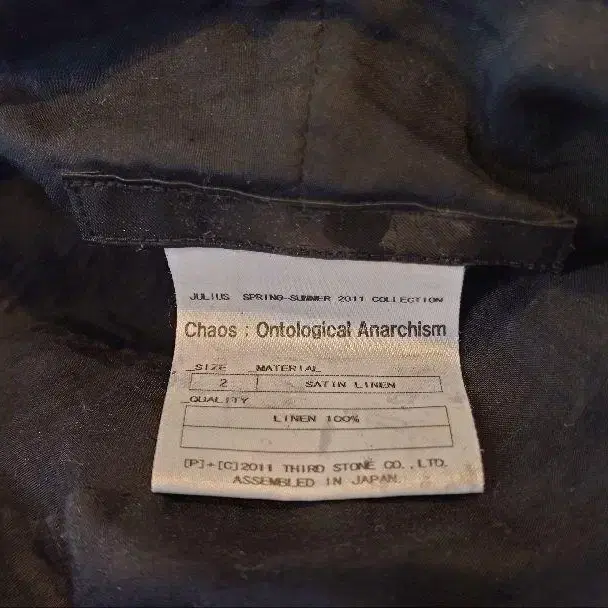 JULIUS SPRING-SUMMER 2011 COLLECTION
Chaos : Ontological Anarchism
SIZE MATERIAL
2 SATIN LINEN
QUALITY
LINEN 100%
[P]+[C]2011 THIRD STONE CO.,LTD.
ASSEMBLED IN JAPAN.